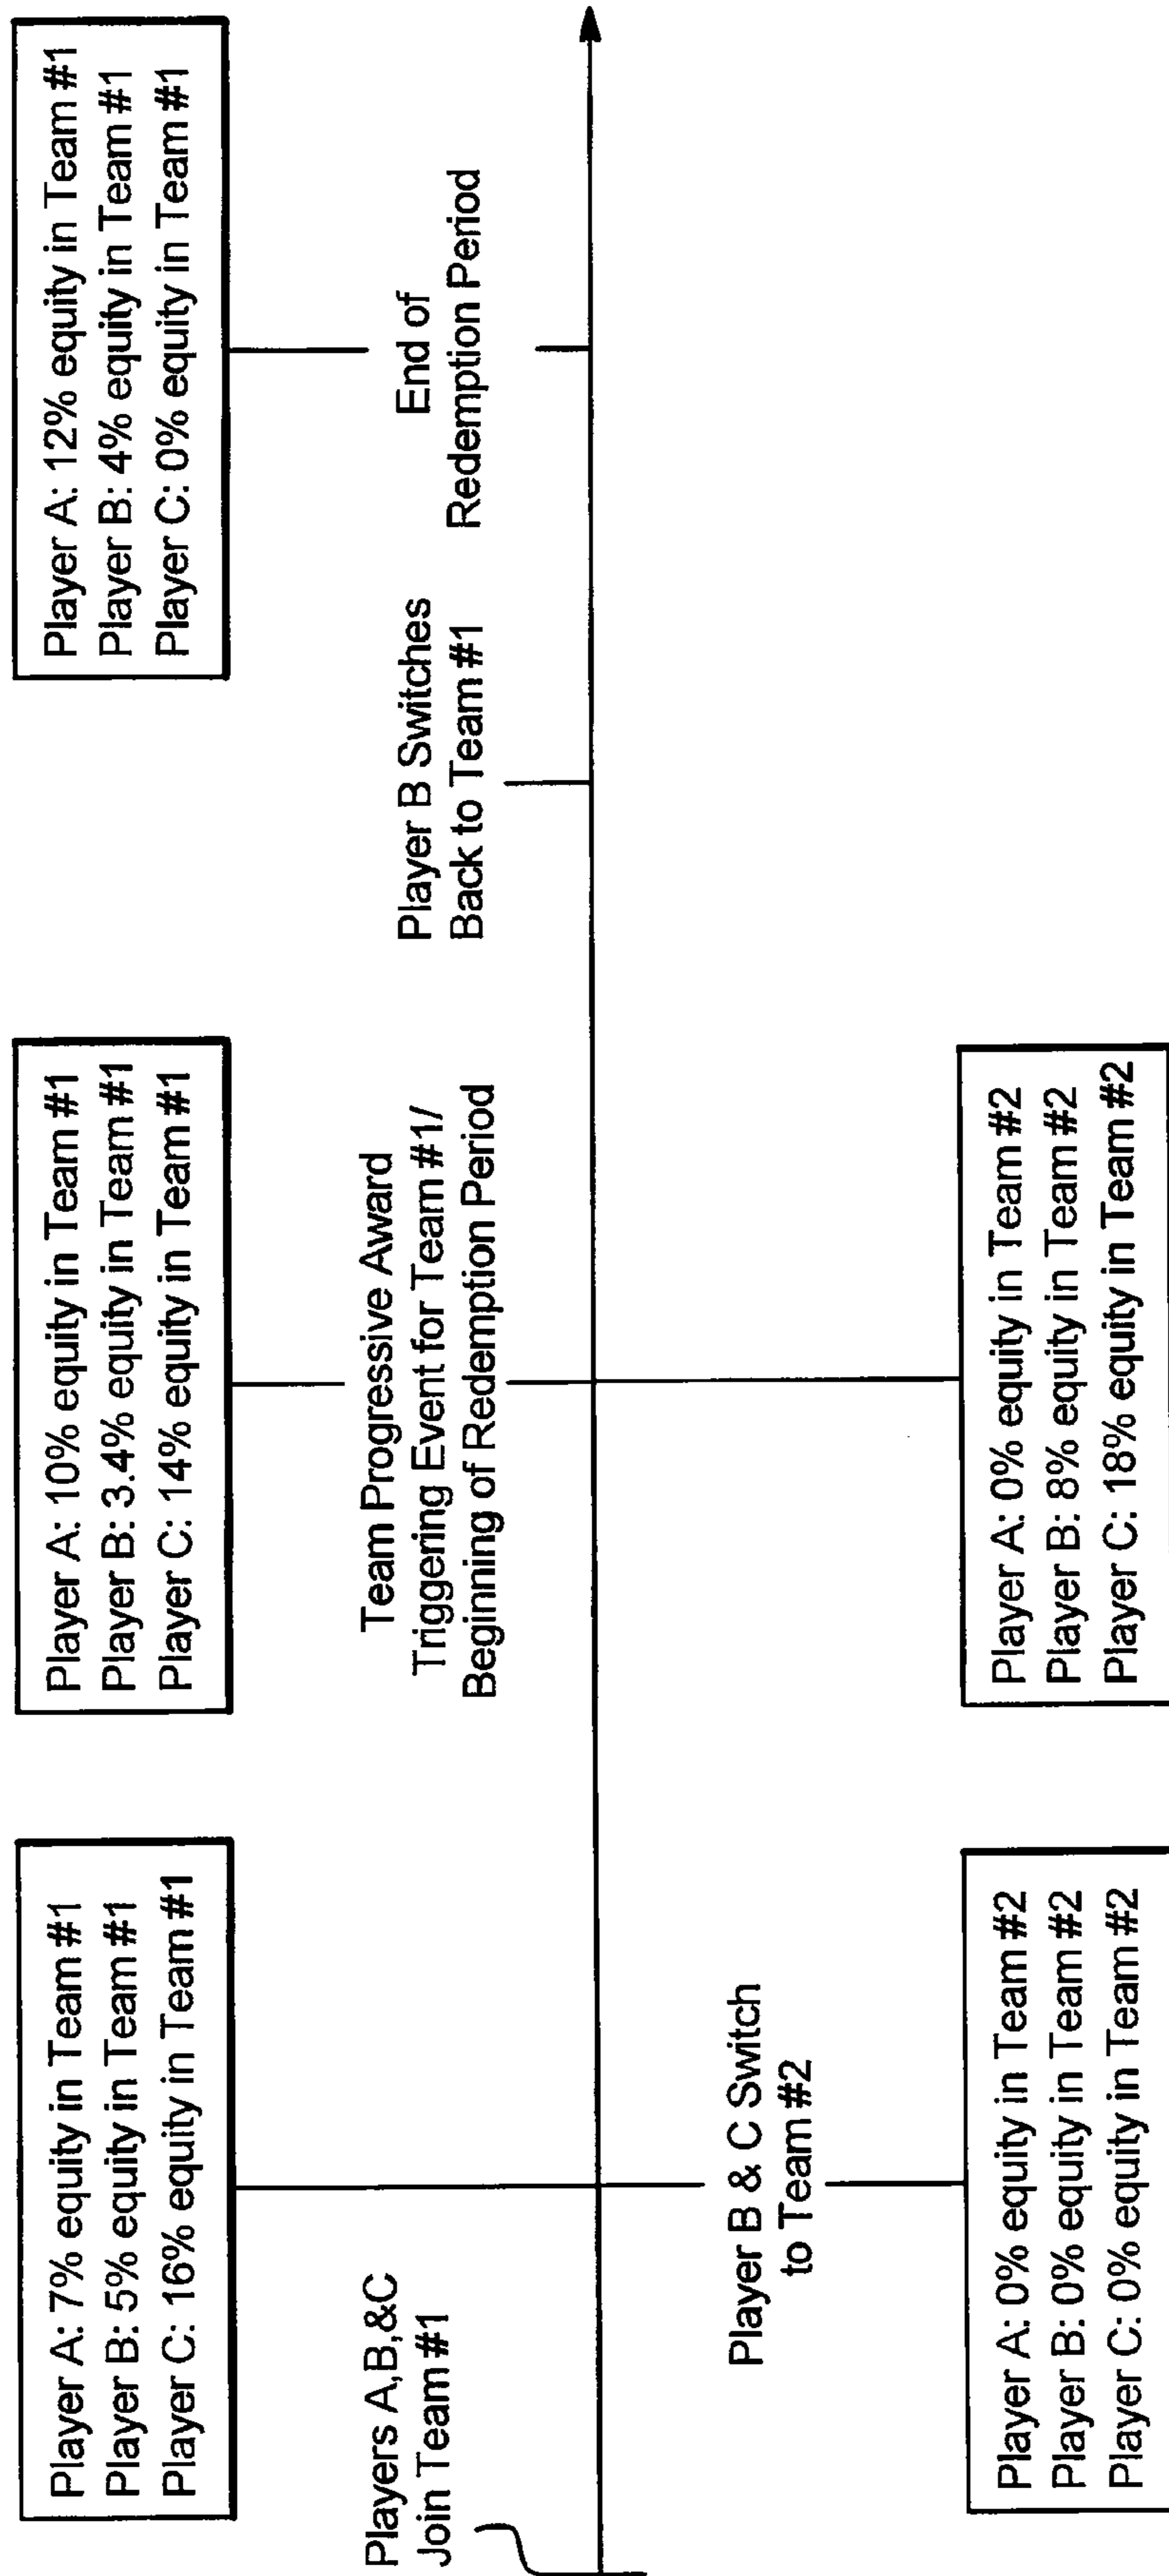 Player A: 7% equity in Team #1
Player B: 5% equity in Team #1
Player C: 16% equity in Team #1
Player A: 10% equity in Team #1
Player B: 3.4% equity in Team #1
Player C: 14% equity in Team #1
Player A: 12% equity in Team #1
Player B: 4% equity in Team #1
Player C: 0% equity in Team #1
Players A,B,&C
Join Team #1
Team Progressive Award
Triggering Event for Team #1/
Beginning of Redemption Period
Player B Switches
Back to Team #1
End of
Redemption Period
Player B & C Switch
to Team #2
Player A: 0% equity in Team #2
Player B: 0% equity in Team #2
Player C: 0% equity in Team #2
Player A: 0% equity in Team #2
Player B: 8% equity in Team #2
Player C: 18% equity in Team #2